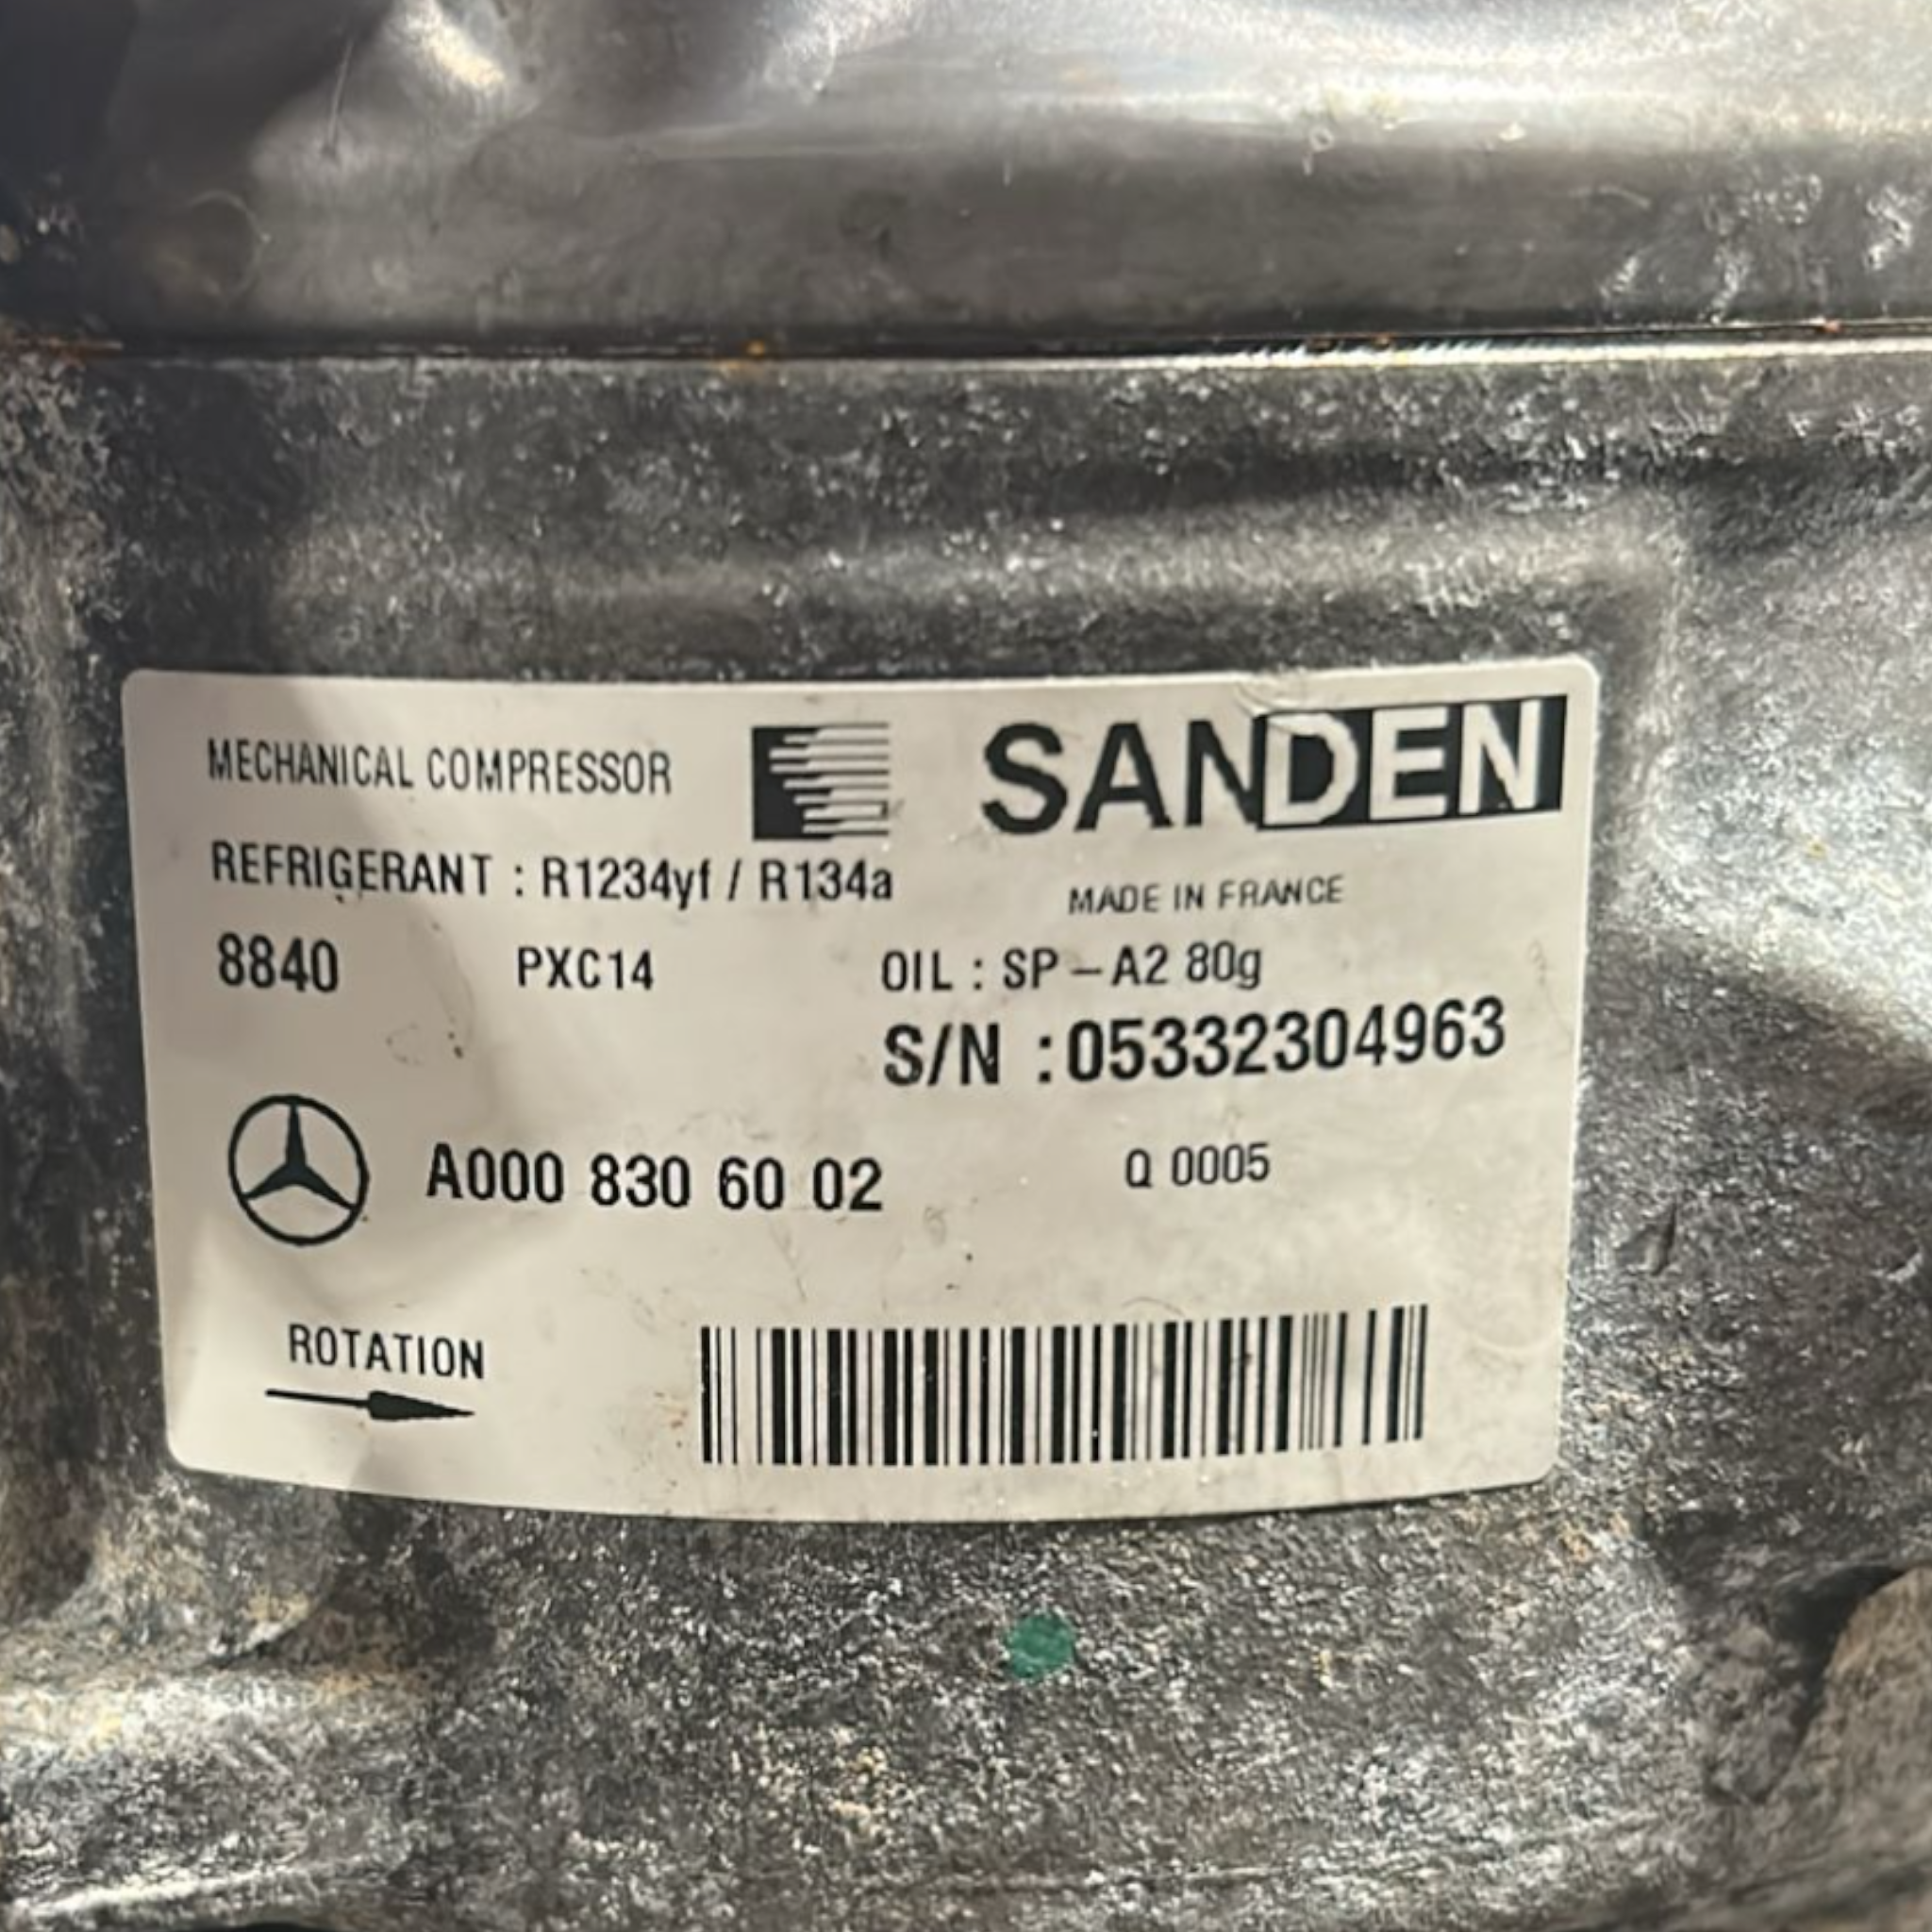 MECHANICAL COMPRESSOR
SANDEN
REFRIGERANT : R1234yf / R134a
MADE IN FRANCE
8840 PXC14 OIL : SP-A2 80g
S/N :05332304963
A000 830 60 02 Q 0005
ROTATION